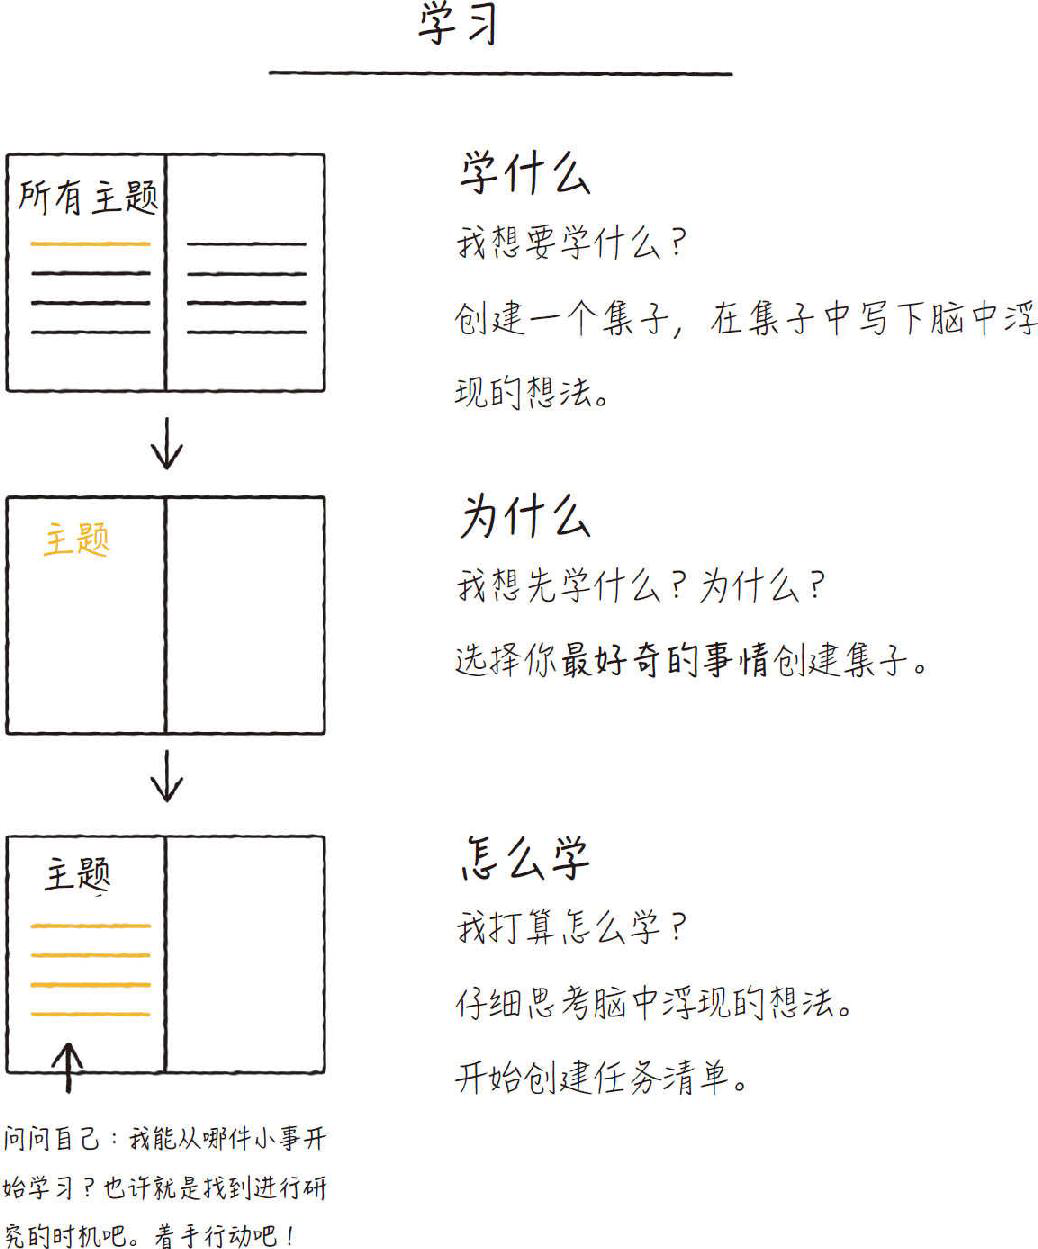 学习
所有主题
学什么
我想要学什么？
创建一个集子，在集子中写下脑中浮
现的想法。
主题
为什么
我想先学什么？为什么？
选择你最好奇的事情创建集子。
主题
怎么学
我打算怎么学？
仔细思考脑中浮现的想法。
开始创建任务清单。
问问自己：我能从哪件小事开
始学习？也许就是找到进行研
究的时机吧。着手行动吧！